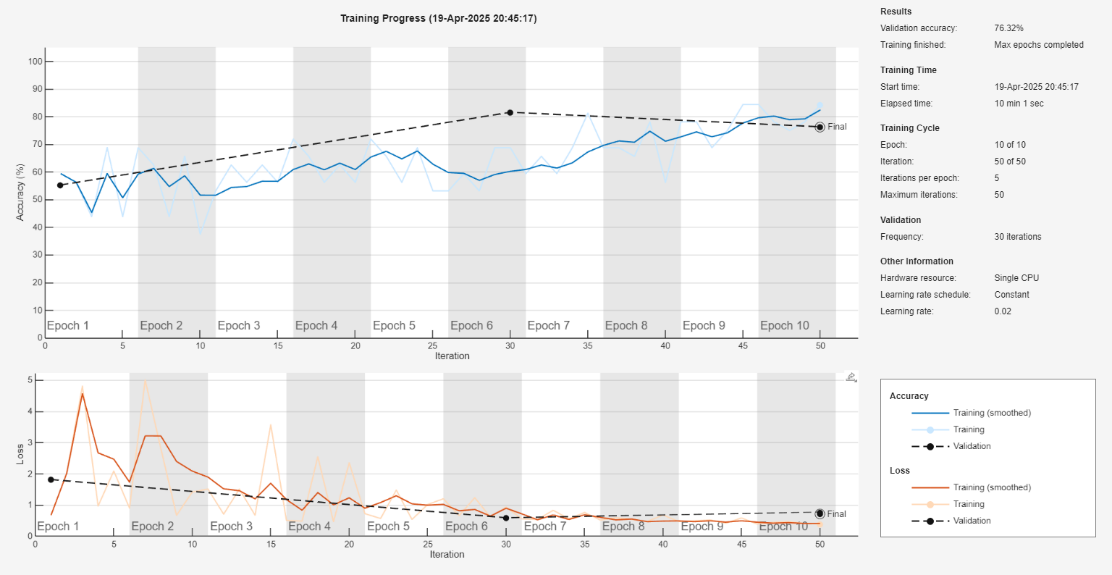 Training Progress (19-Apr-2025 20:45:17)
100
90
80
70
60
50
40
30
20
10
0
Accuracy (%)
Final
Epoch 1
Epoch 2
Epoch 3
Epoch 4
Epoch 5
Epoch 6
Epoch 7
Epoch 8
Epoch 9
Epoch 10
0
5
10
15
20
25
30
35
40
45
50
Iteration
5
4
3
2
1
0
Loss
Final
Epoch 1
Epoch 2
Epoch 3
Epoch 4
Epoch 5
Epoch 6
Epoch 7
Epoch 8
Epoch 9
Epoch 10
0
5
10
15
20
25
30
35
40
45
50
Iteration
Results
Validation accuracy: 76.32%
Training finished: Max epochs completed
Training Time
Start time: 19-Apr-2025 20:45:17
Elapsed time: 10 min 1 sec
Training Cycle
Epoch: 10 of 10
Iteration: 50 of 50
Iterations per epoch: 5
Maximum iterations: 50
Validation
Frequency: 30 iterations
Other Information
Hardware resource: Single CPU
Learning rate schedule: Constant
Learning rate: 0.02
Accuracy
Training (smoothed)
Training
Validation
Loss
Training (smoothed)
Training
Validation